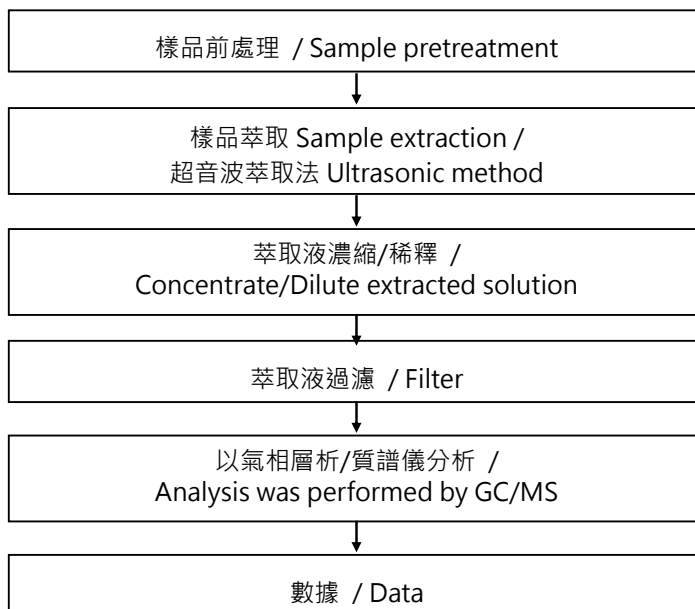 樣品前處理 / Sample pretreatment
樣品萃取 Sample extraction /
超音波萃取法 Ultrasonic method
萃取液濃縮/稀釋 /
Concentrate/Dilute extracted solution
萃取液過濾 / Filter
以氣相層析/質譜儀分析 /
Analysis was performed by GC/MS
數據 / Data